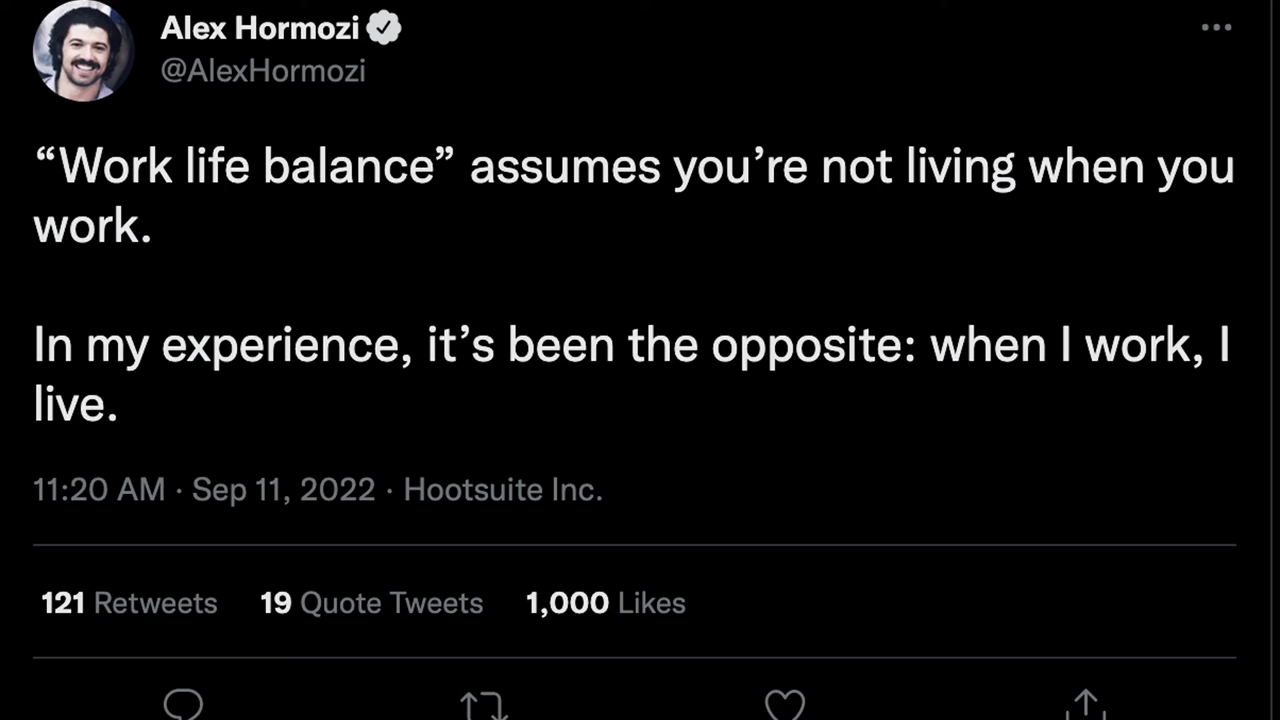 Alex Hormozi
@AlexHormozi
“Work life balance” assumes you’re not living when you
work.
In my experience, it’s been the opposite: when I work, I
live.
11:20 AM · Sep 11, 2022 · Hootsuite Inc.
121 Retweets 19 Quote Tweets 1,000 Likes